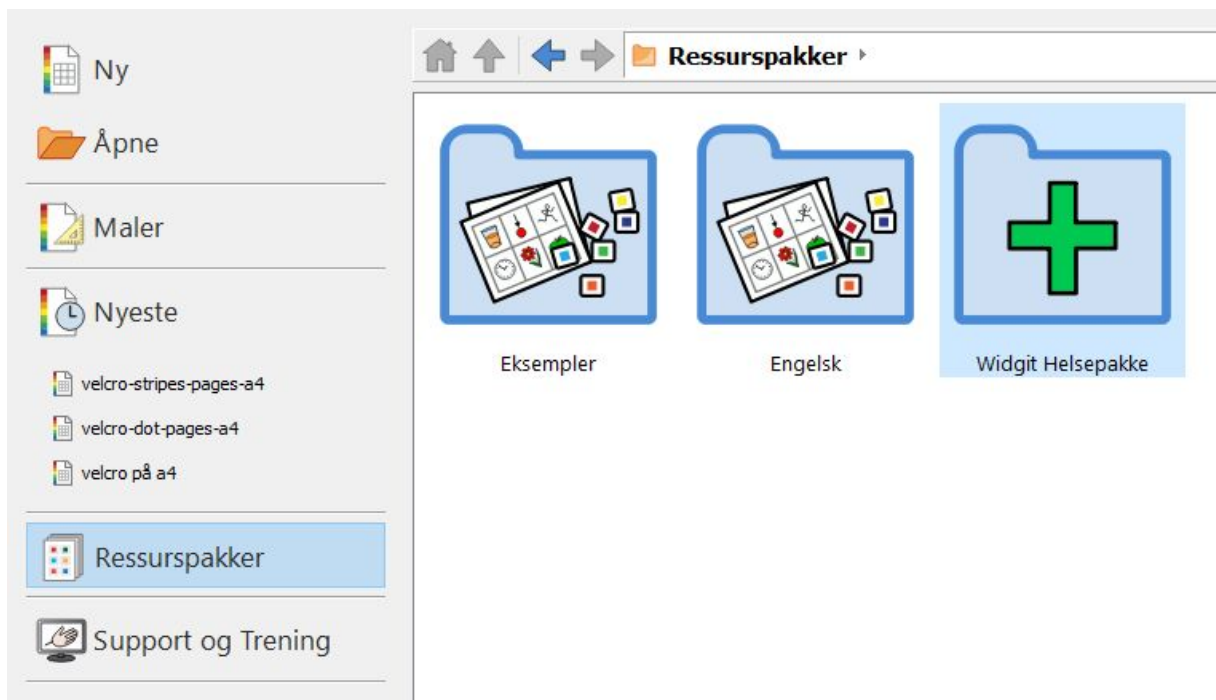 Ny
Åpne
Maler
Nyeste
velcro-stripes-pages-a4
velcro-dot-pages-a4
velcro på a4
Ressurspakker
Support og Trening
Ressurspakker
Eksempler
Engelsk
Widgit Helsepakke